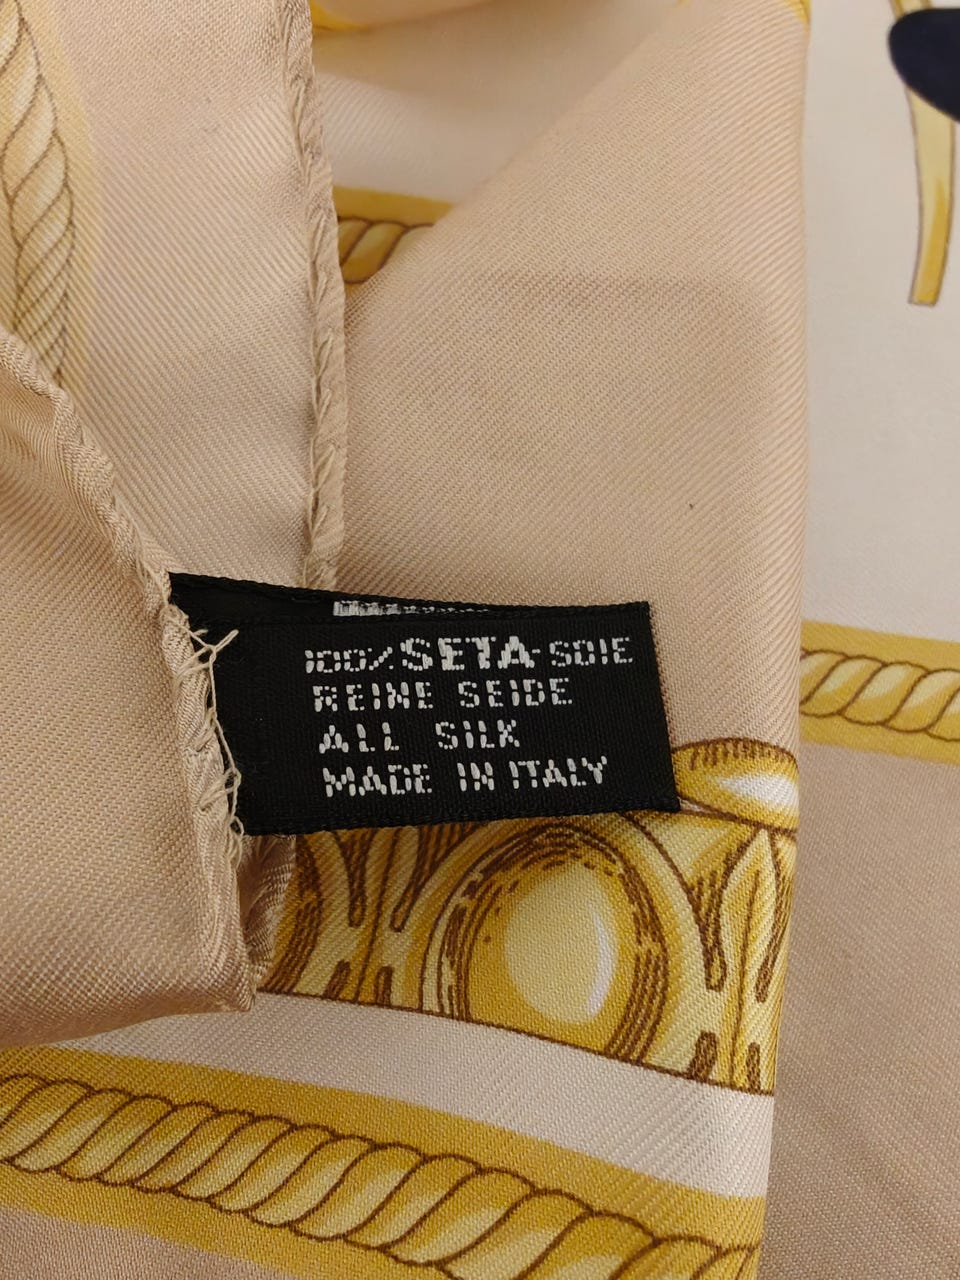 100/SETA-SOIE
REINE SEIDE
ALL SILK
MADE IN ITALY